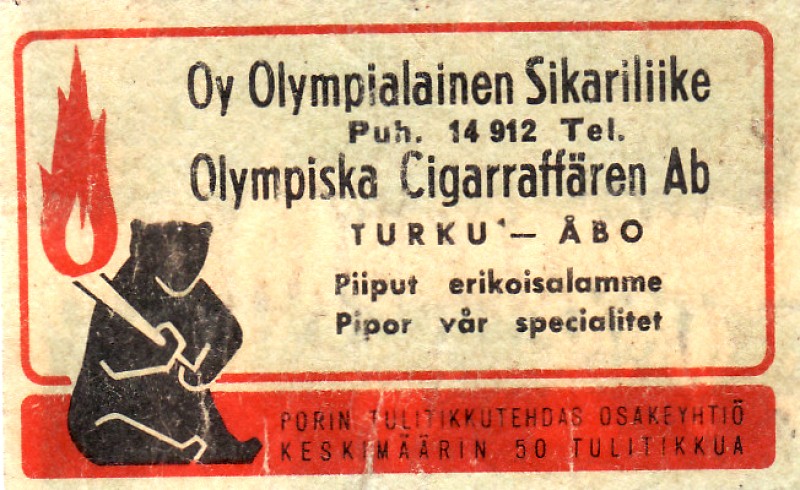 Oy Olympialainen Sikariliike
Puh. 14 912 Tel.
Olympiska Cigarraffären Ab
TURKU — ÅBO
Piiput erikoisalamme
Pipor vår specialitet
PORIN TULITIKKUTEHDAS OSAKEYHTIÖ
KESKIMÄÄRIN 50 TULITIKKUA